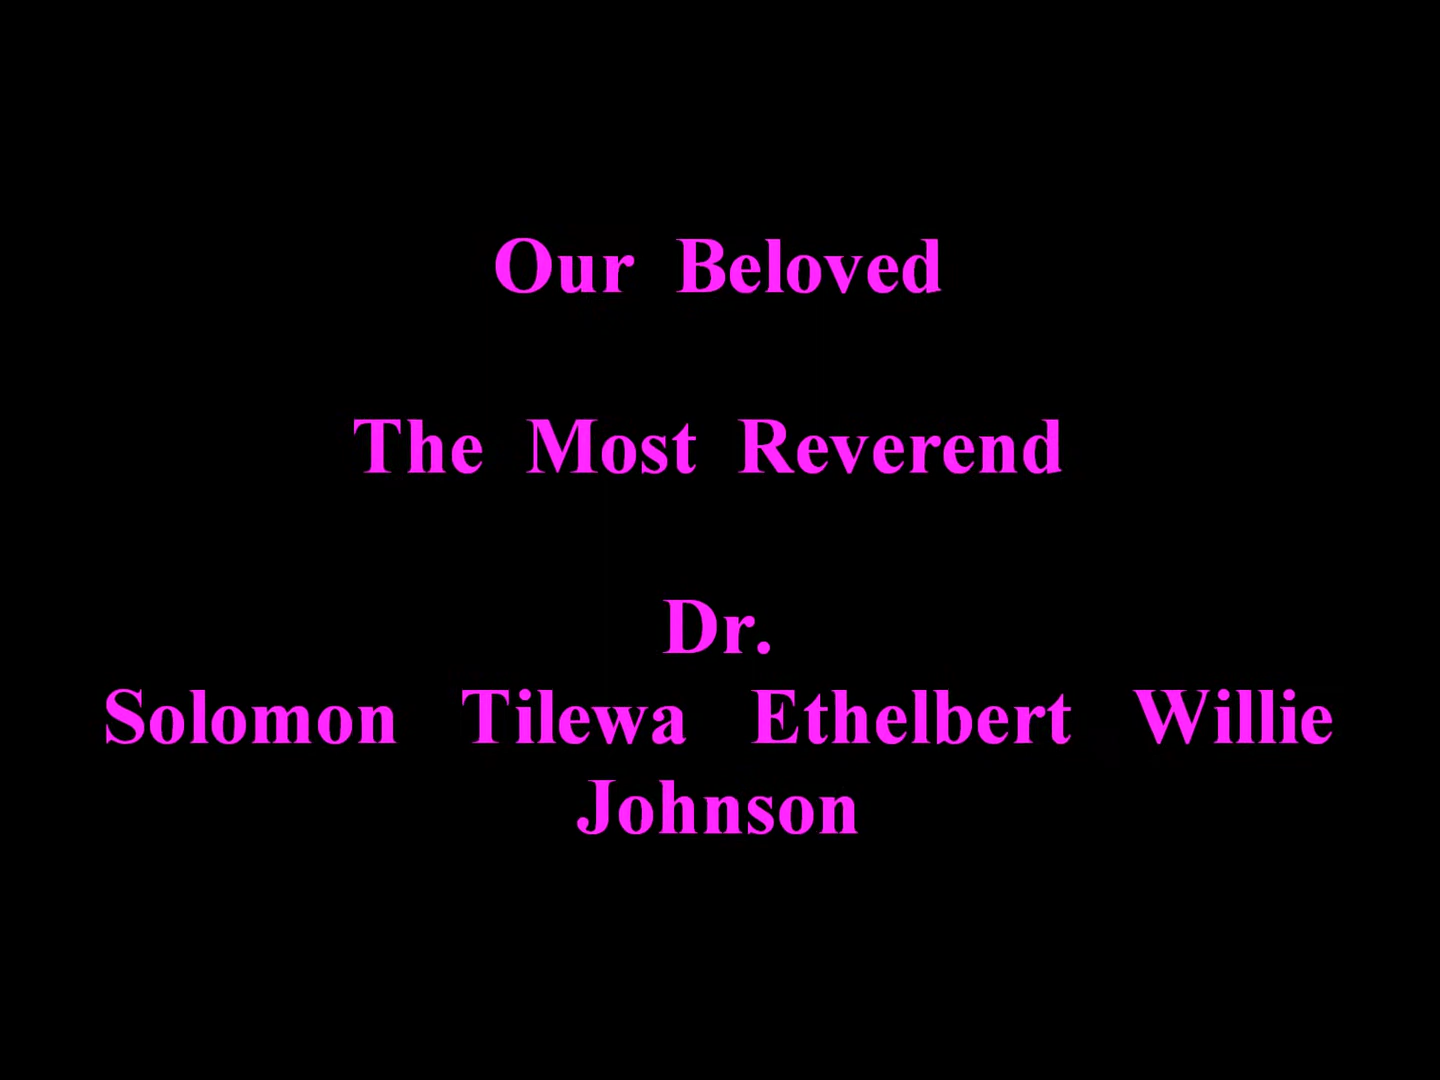 Our Beloved
The Most Reverend
Dr.
Solomon Tilewa Ethelbert Willie
Johnson